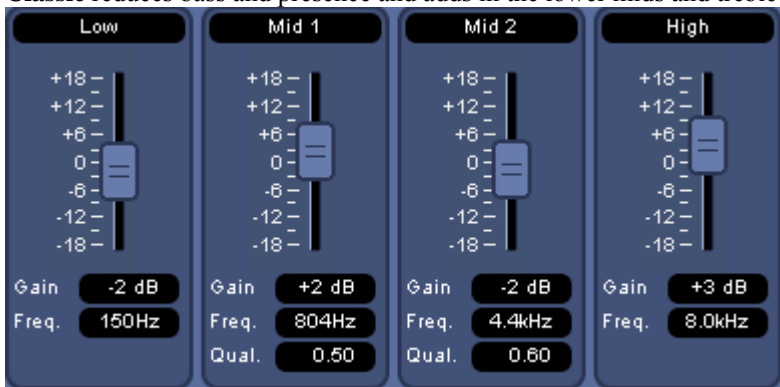 Classic reduces bass and presence and adds in the lower mids and treble
Low
+18
+12
+6
0
-6
-12
-18
Gain -2 dB
Freq. 150Hz
Mid 1
+18
+12
+6
0
-6
-12
-18
Gain +2 dB
Freq. 804Hz
Qual. 0.50
Mid 2
+18
+12
+6
0
-6
-12
-18
Gain -2 dB
Freq. 4.4kHz
Qual. 0.60
High
+18
+12
+6
0
-6
-12
-18
Gain +3 dB
Freq. 8.0kHz